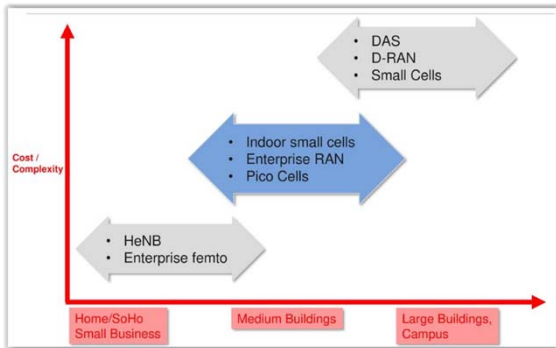 • DAS
• D-RAN
• Small Cells
• Indoor small cells
• Enterprise RAN
• Pico Cells
Cost /
Complexity
• HeNB
• Enterprise femto
Home/SoHo
Small Business
Medium Buildings
Large Buildings,
Campus